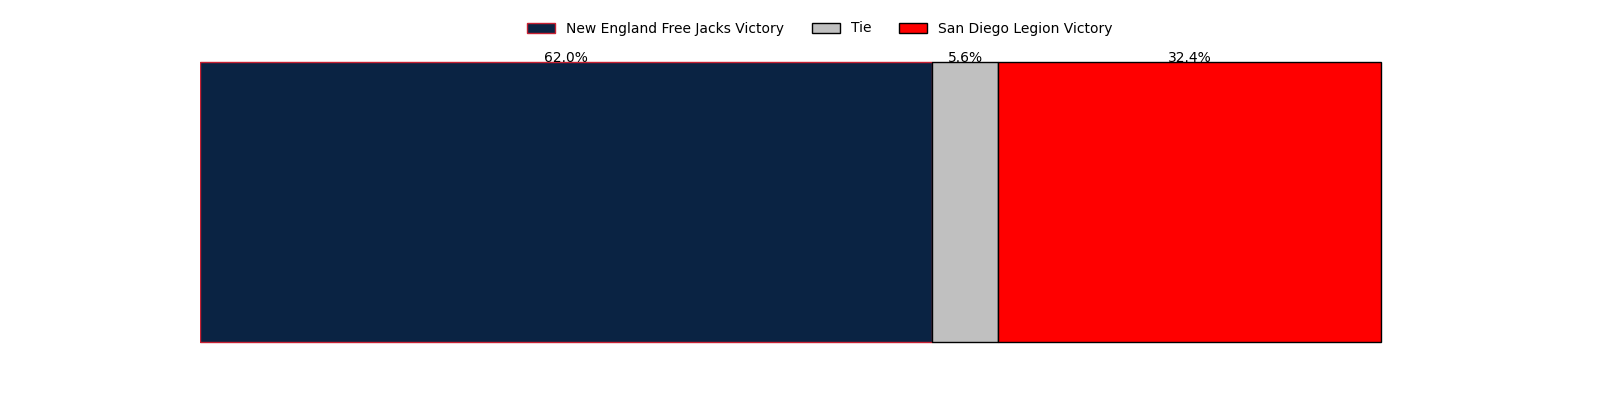 New England Free Jacks Victory Tie San Diego Legion Victory
62.0% 5.6% 32.4%